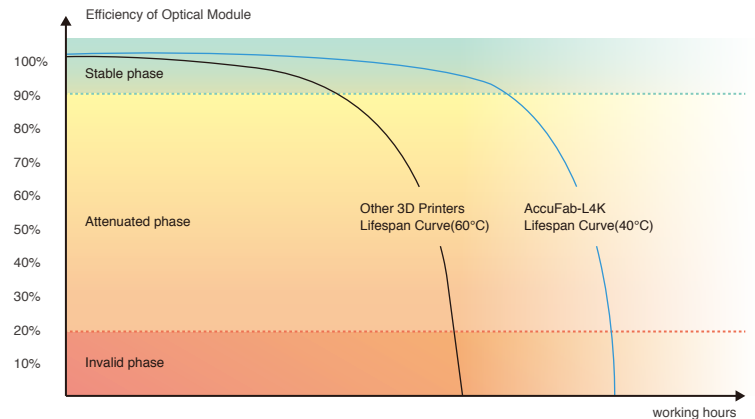 Efficiency of Optical Module
100%
Stable phase
90%
80%
70%
60%
Other 3D Printers
Lifespan Curve(60°C)
AccuFab-L4K
Lifespan Curve(40°C)
50%
Attenuated phase
100%
30%
20%
10%
Invalid phase
working hours